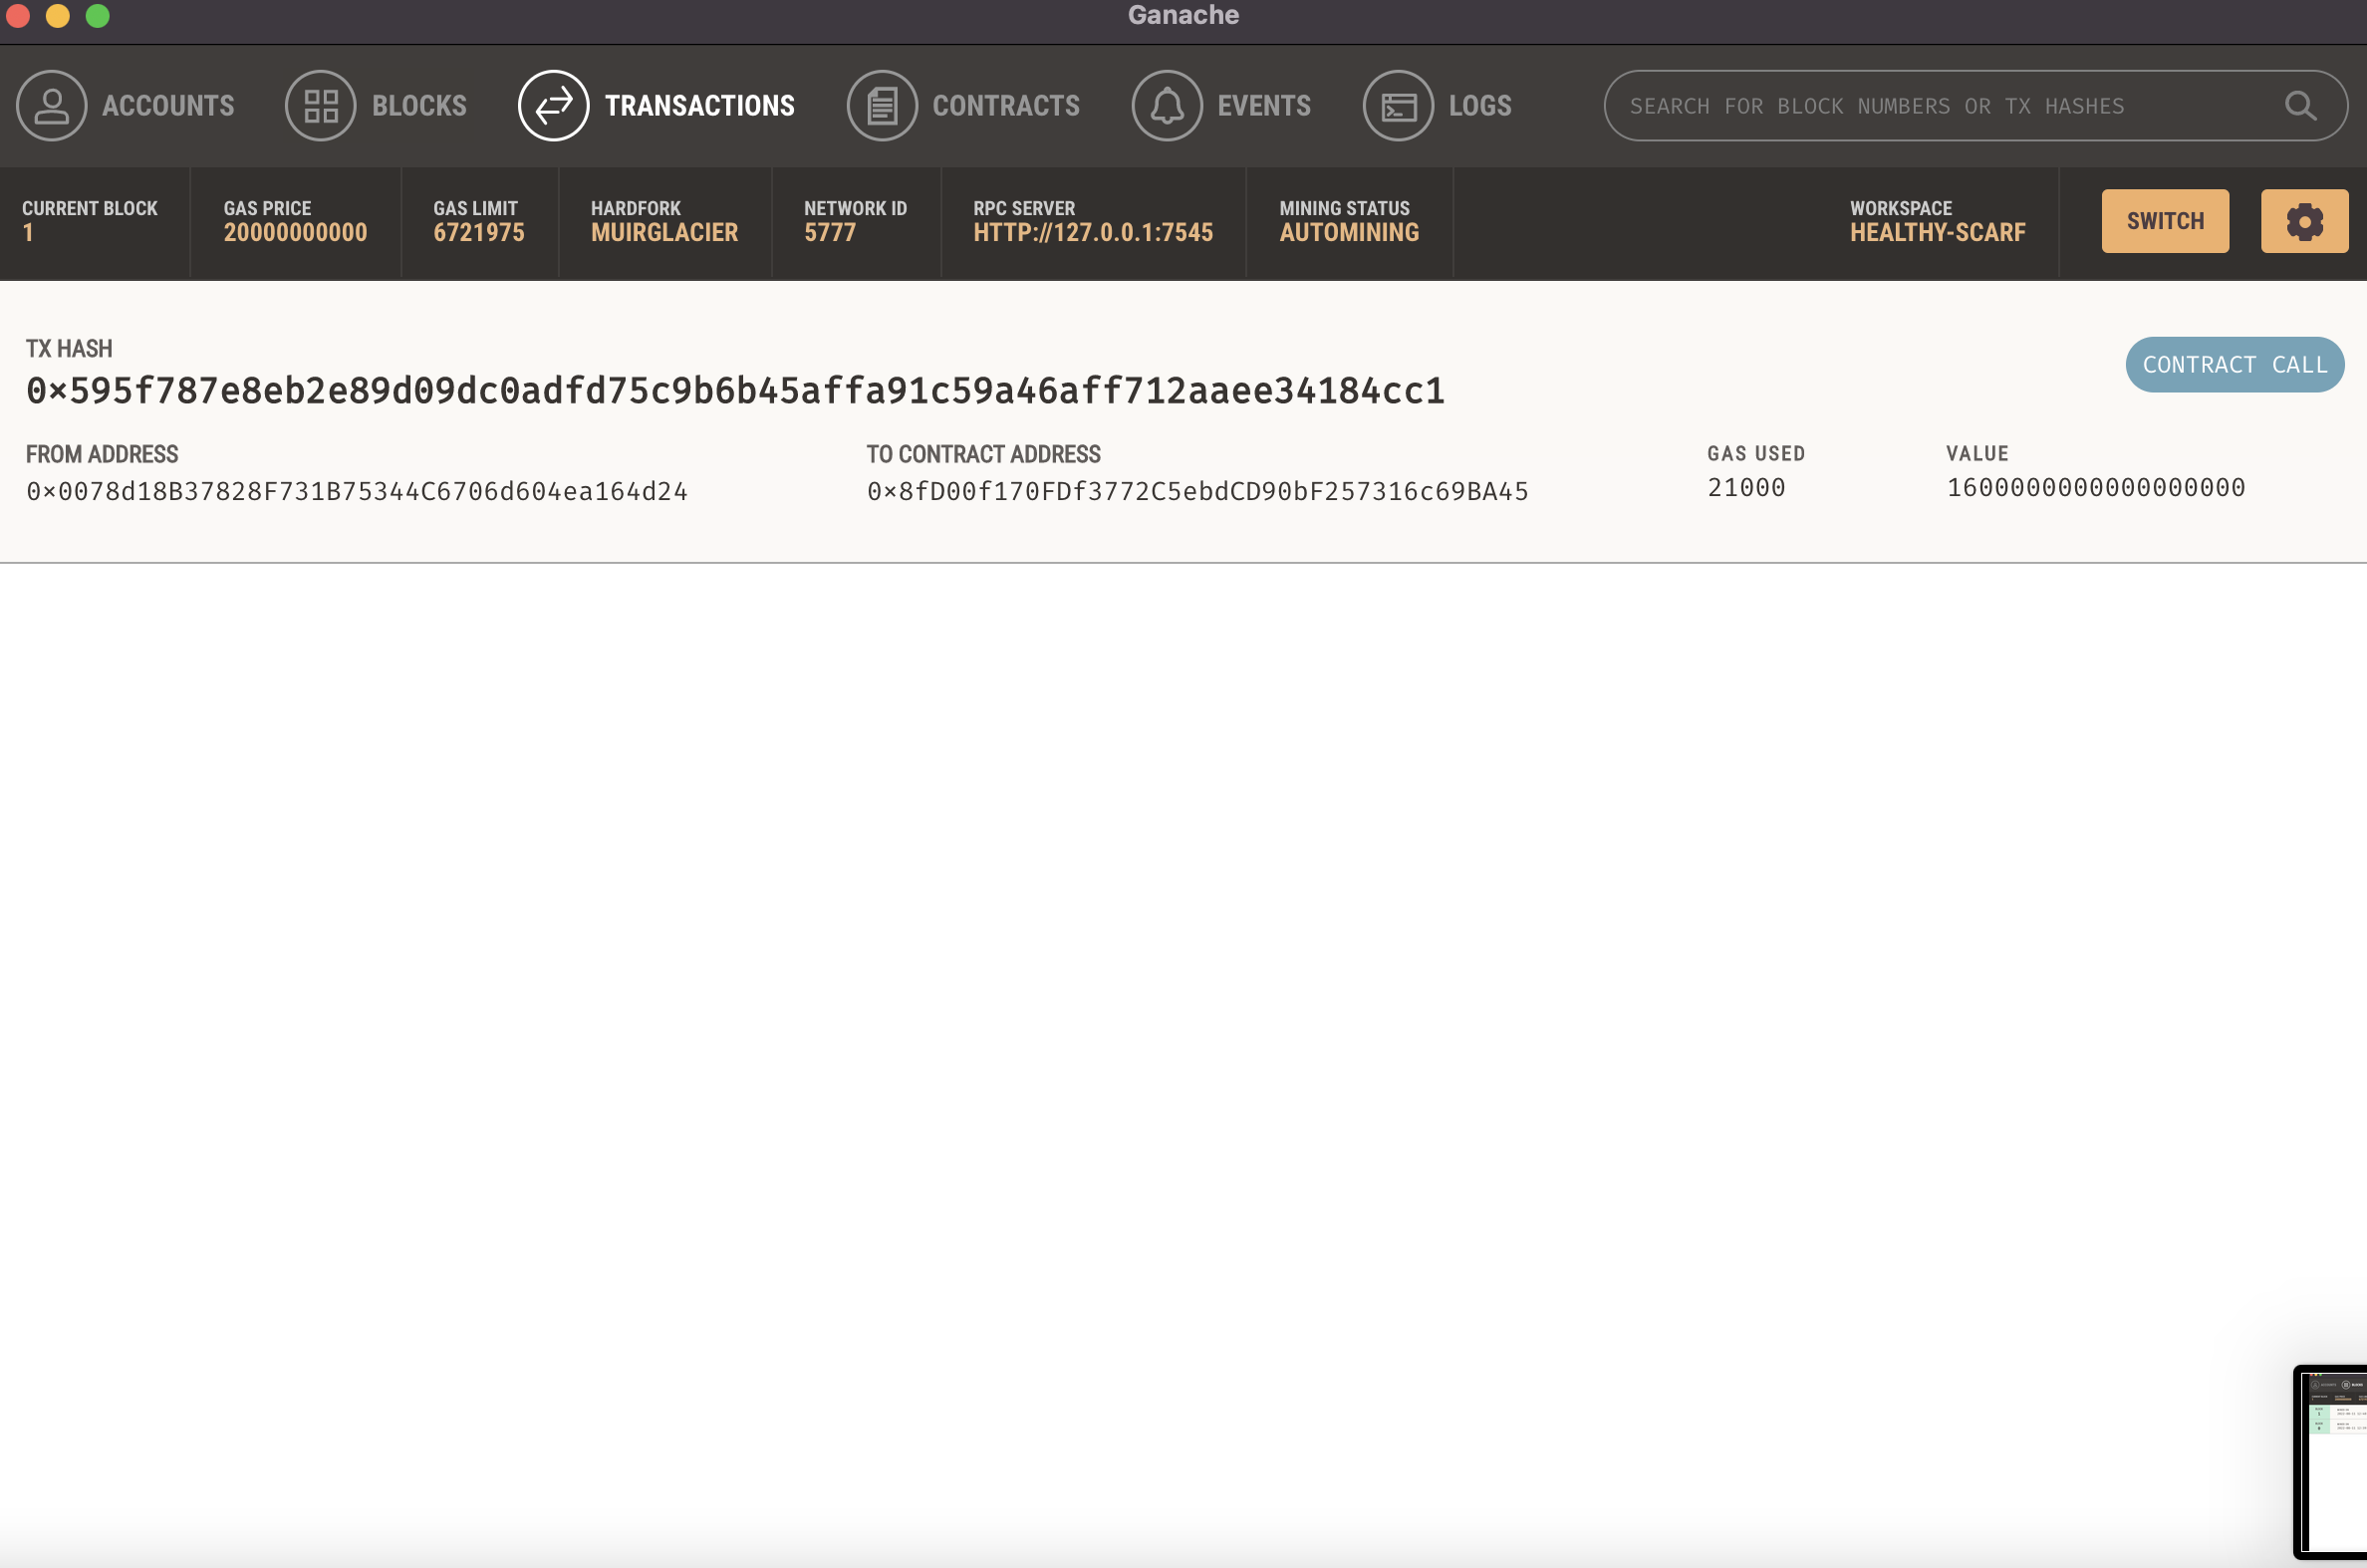 Ganache
ACCOUNTS BLOCKS TRANSACTIONS CONTRACTS EVENTS LOGS SEARCH FOR BLOCK NUMBERS OR TX HASHES
CURRENT BLOCK GAS PRICE GAS LIMIT HARDFORK NETWORK ID RPC SERVER MINING STATUS WORKSPACE
1 20000000000 6721975 MUIRGLACIER 5777 HTTP://127.0.0.1:7545 AUTOMINING HEALTHY-SCARF SWITCH
TX HASH
0×595f787e8eb2e89d09dc0adfd75c9b6b45affa91c59a46aff712aaee34184cc1 CONTRACT CALL
FROM ADDRESS TO CONTRACT ADDRESS GAS USED VALUE
0×0078d18B37828F731B75344C6706d604ea164d24 0×8fD00f170FDf3772C5ebdCD90bF257316c69BA45 21000 1600000000000000000